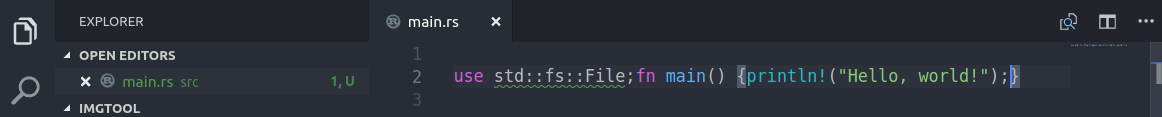 EXPLORER
main.rs
OPEN EDITORS
main.rs src 1, U
IMGTOOL
1
2 use std::fs::File;fn main() {println!("Hello, world!");}
3